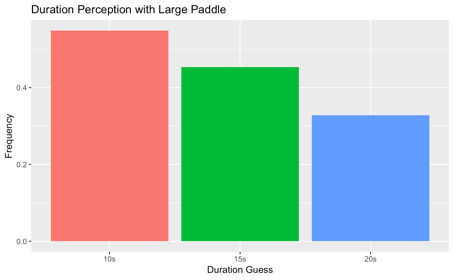 Duration Perception with Large Paddle
Frequency
0.4
0.2
0.0
10s 15s 20s
Duration Guess